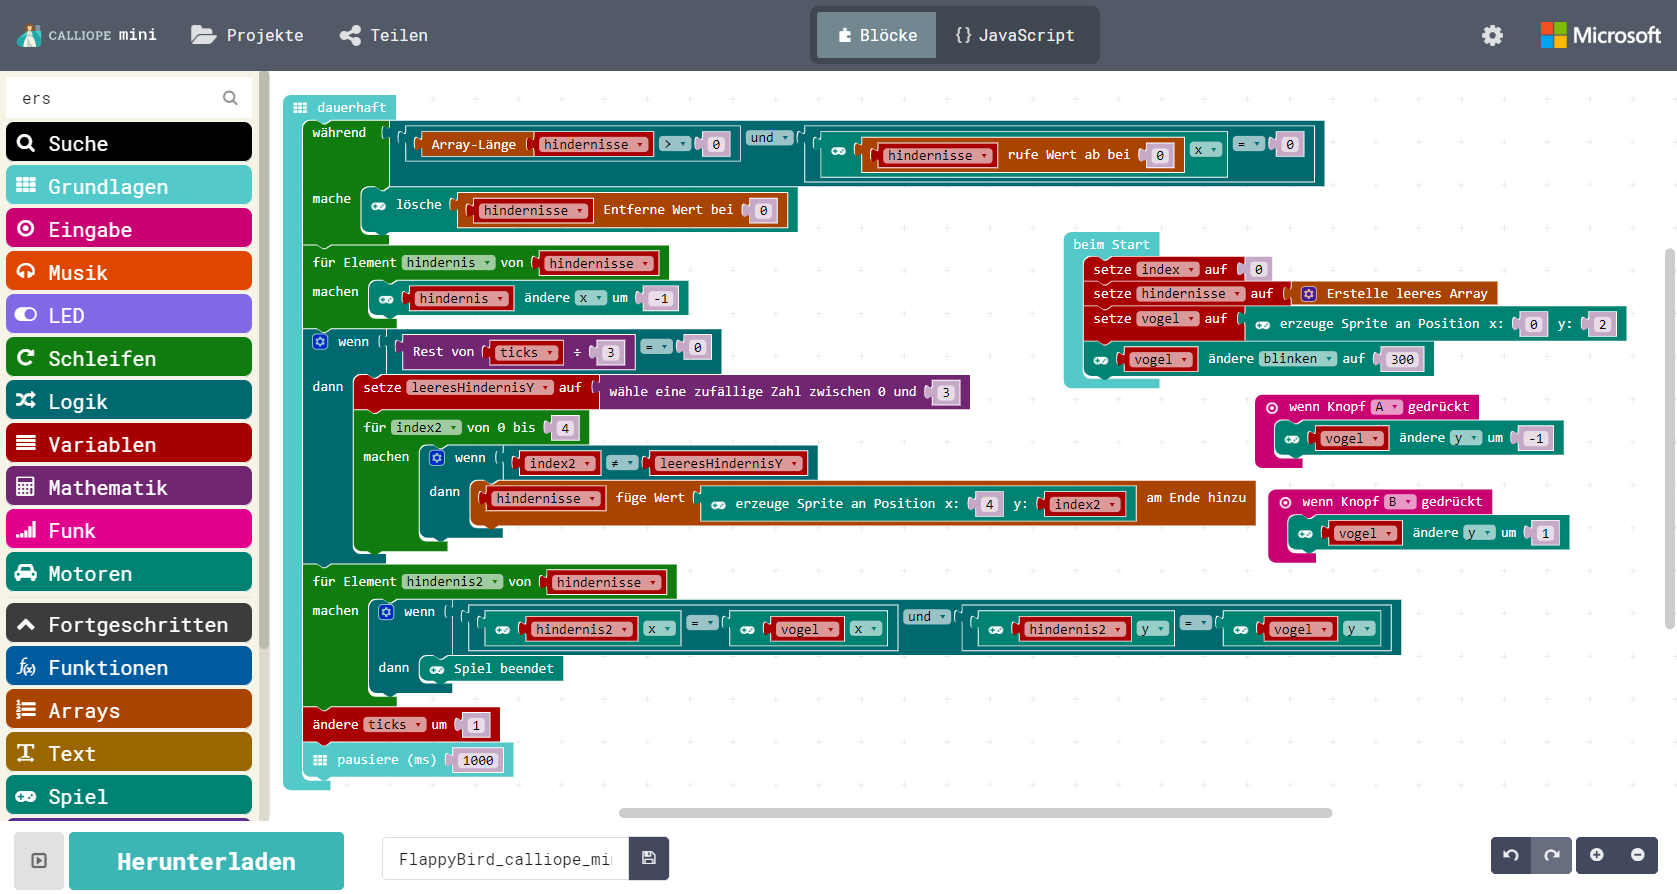 CALLIOPE mini
Projekte
Teilen
Blöcke
{} JavaScript
Microsoft
ers
Suche
Grundlagen
Eingabe
Musik
LED
Schleifen
Logik
Variablen
Mathematik
Funk
Motoren
Fortgeschritten
Funktionen
Arrays
Text
Spiel
dauerhaft
während Array-Länge hindernisse > 0 und hindernisse rufe Wert ab bei 0 x = 0
mache lösche hindernisse Entferne Wert bei 0
für Element hindernis von hindernisse
machen hindernis ändere x um -1
wenn Rest von ticks ÷ 3 = 0
dann setze leeresHindernisY auf wähle eine zufällige Zahl zwischen 0 und 3
für index2 von 0 bis 4
machen wenn index2 ≠ leeresHindernisY
dann hindernisse füge Wert erzeuge Sprite an Position x: 4 y: index2 am Ende hinzu
für Element hindernis2 von hindernisse
machen wenn hindernis2 x = vogel x und hindernis2 y = vogel y
dann Spiel beendet
ändere ticks um 1
pausiere (ms) 1000
beim Start
setze index auf 0
setze hindernisse auf Erstelle leeres Array
setze vogel auf erzeuge Sprite an Position x: 0 y: 2
vogel ändere blinken auf 300
wenn Knopf A gedrückt
vogel ändere y um -1
wenn Knopf B gedrückt
vogel ändere y um 1
Herunterladen
FlappyBird_calliope_mi